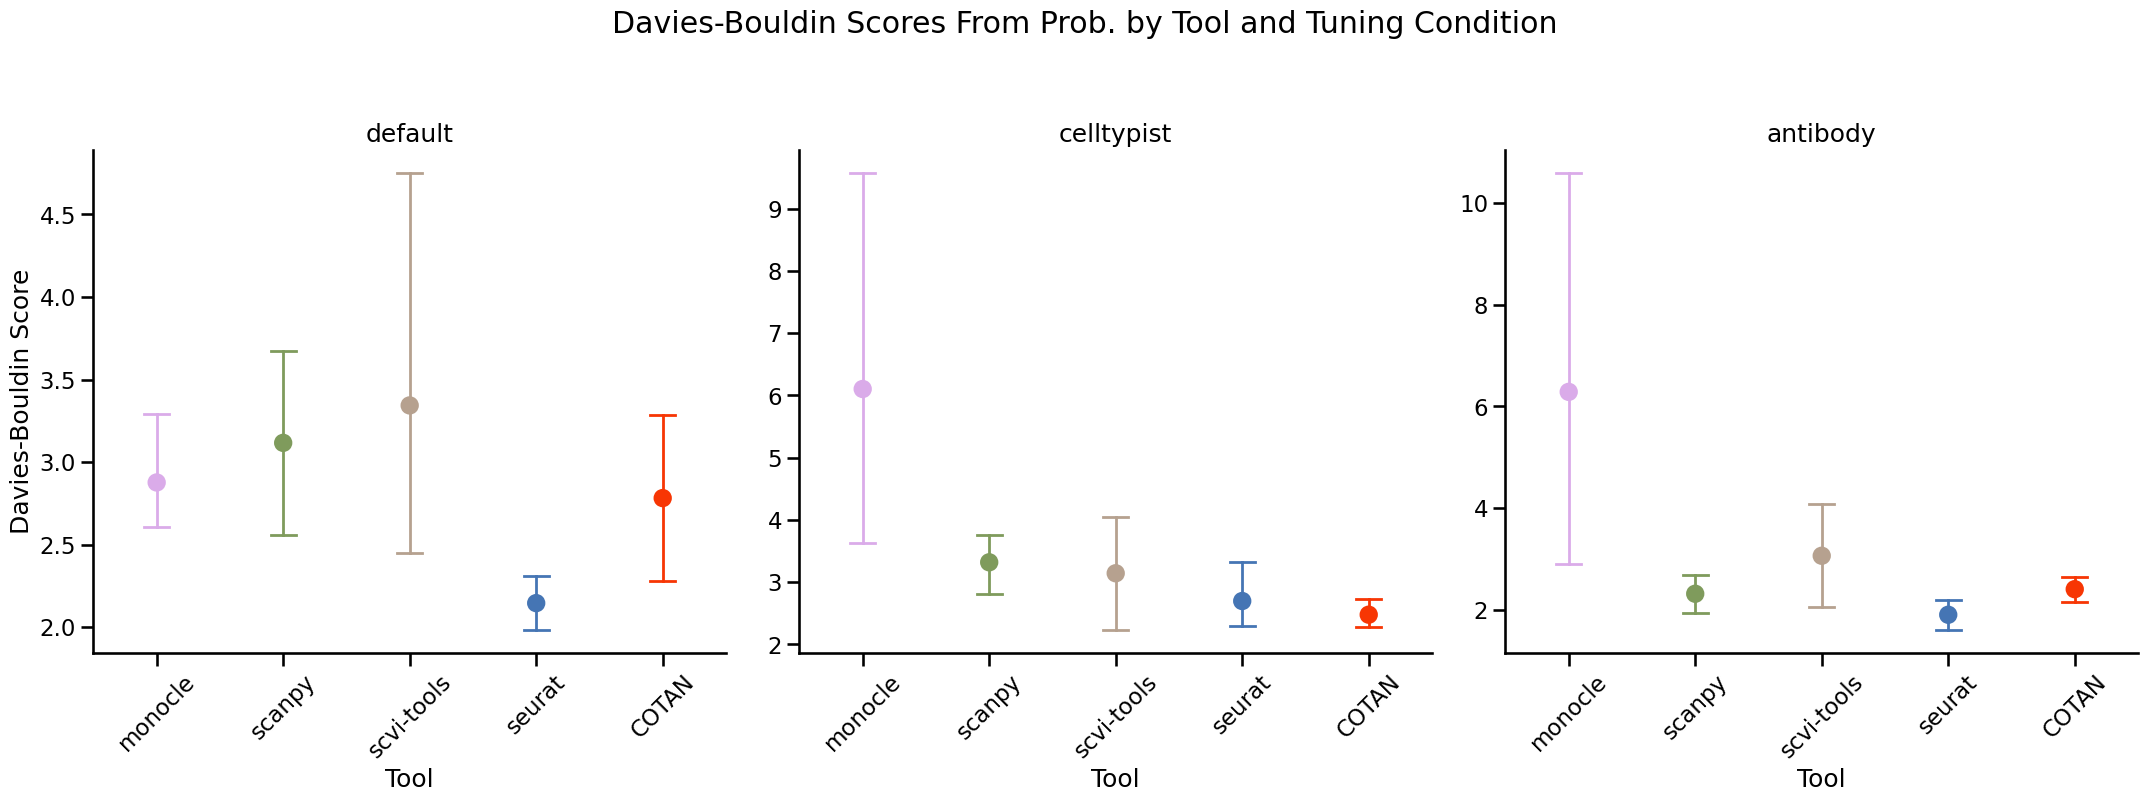 Davies-Bouldin Scores From Prob. by Tool and Tuning Condition
default
celltypist
antibody
Davies-Bouldin Score
4.5
4.0
3.5
3.0
2.5
2.0
monocle
scanpy
scvi-tools
seurat
COTAN
Tool
9
8
7
6
5
4
3
2
monocle
scanpy
scvi-tools
seurat
COTAN
Tool
10
8
6
4
2
monocle
scanpy
scvi-tools
seurat
COTAN
Tool